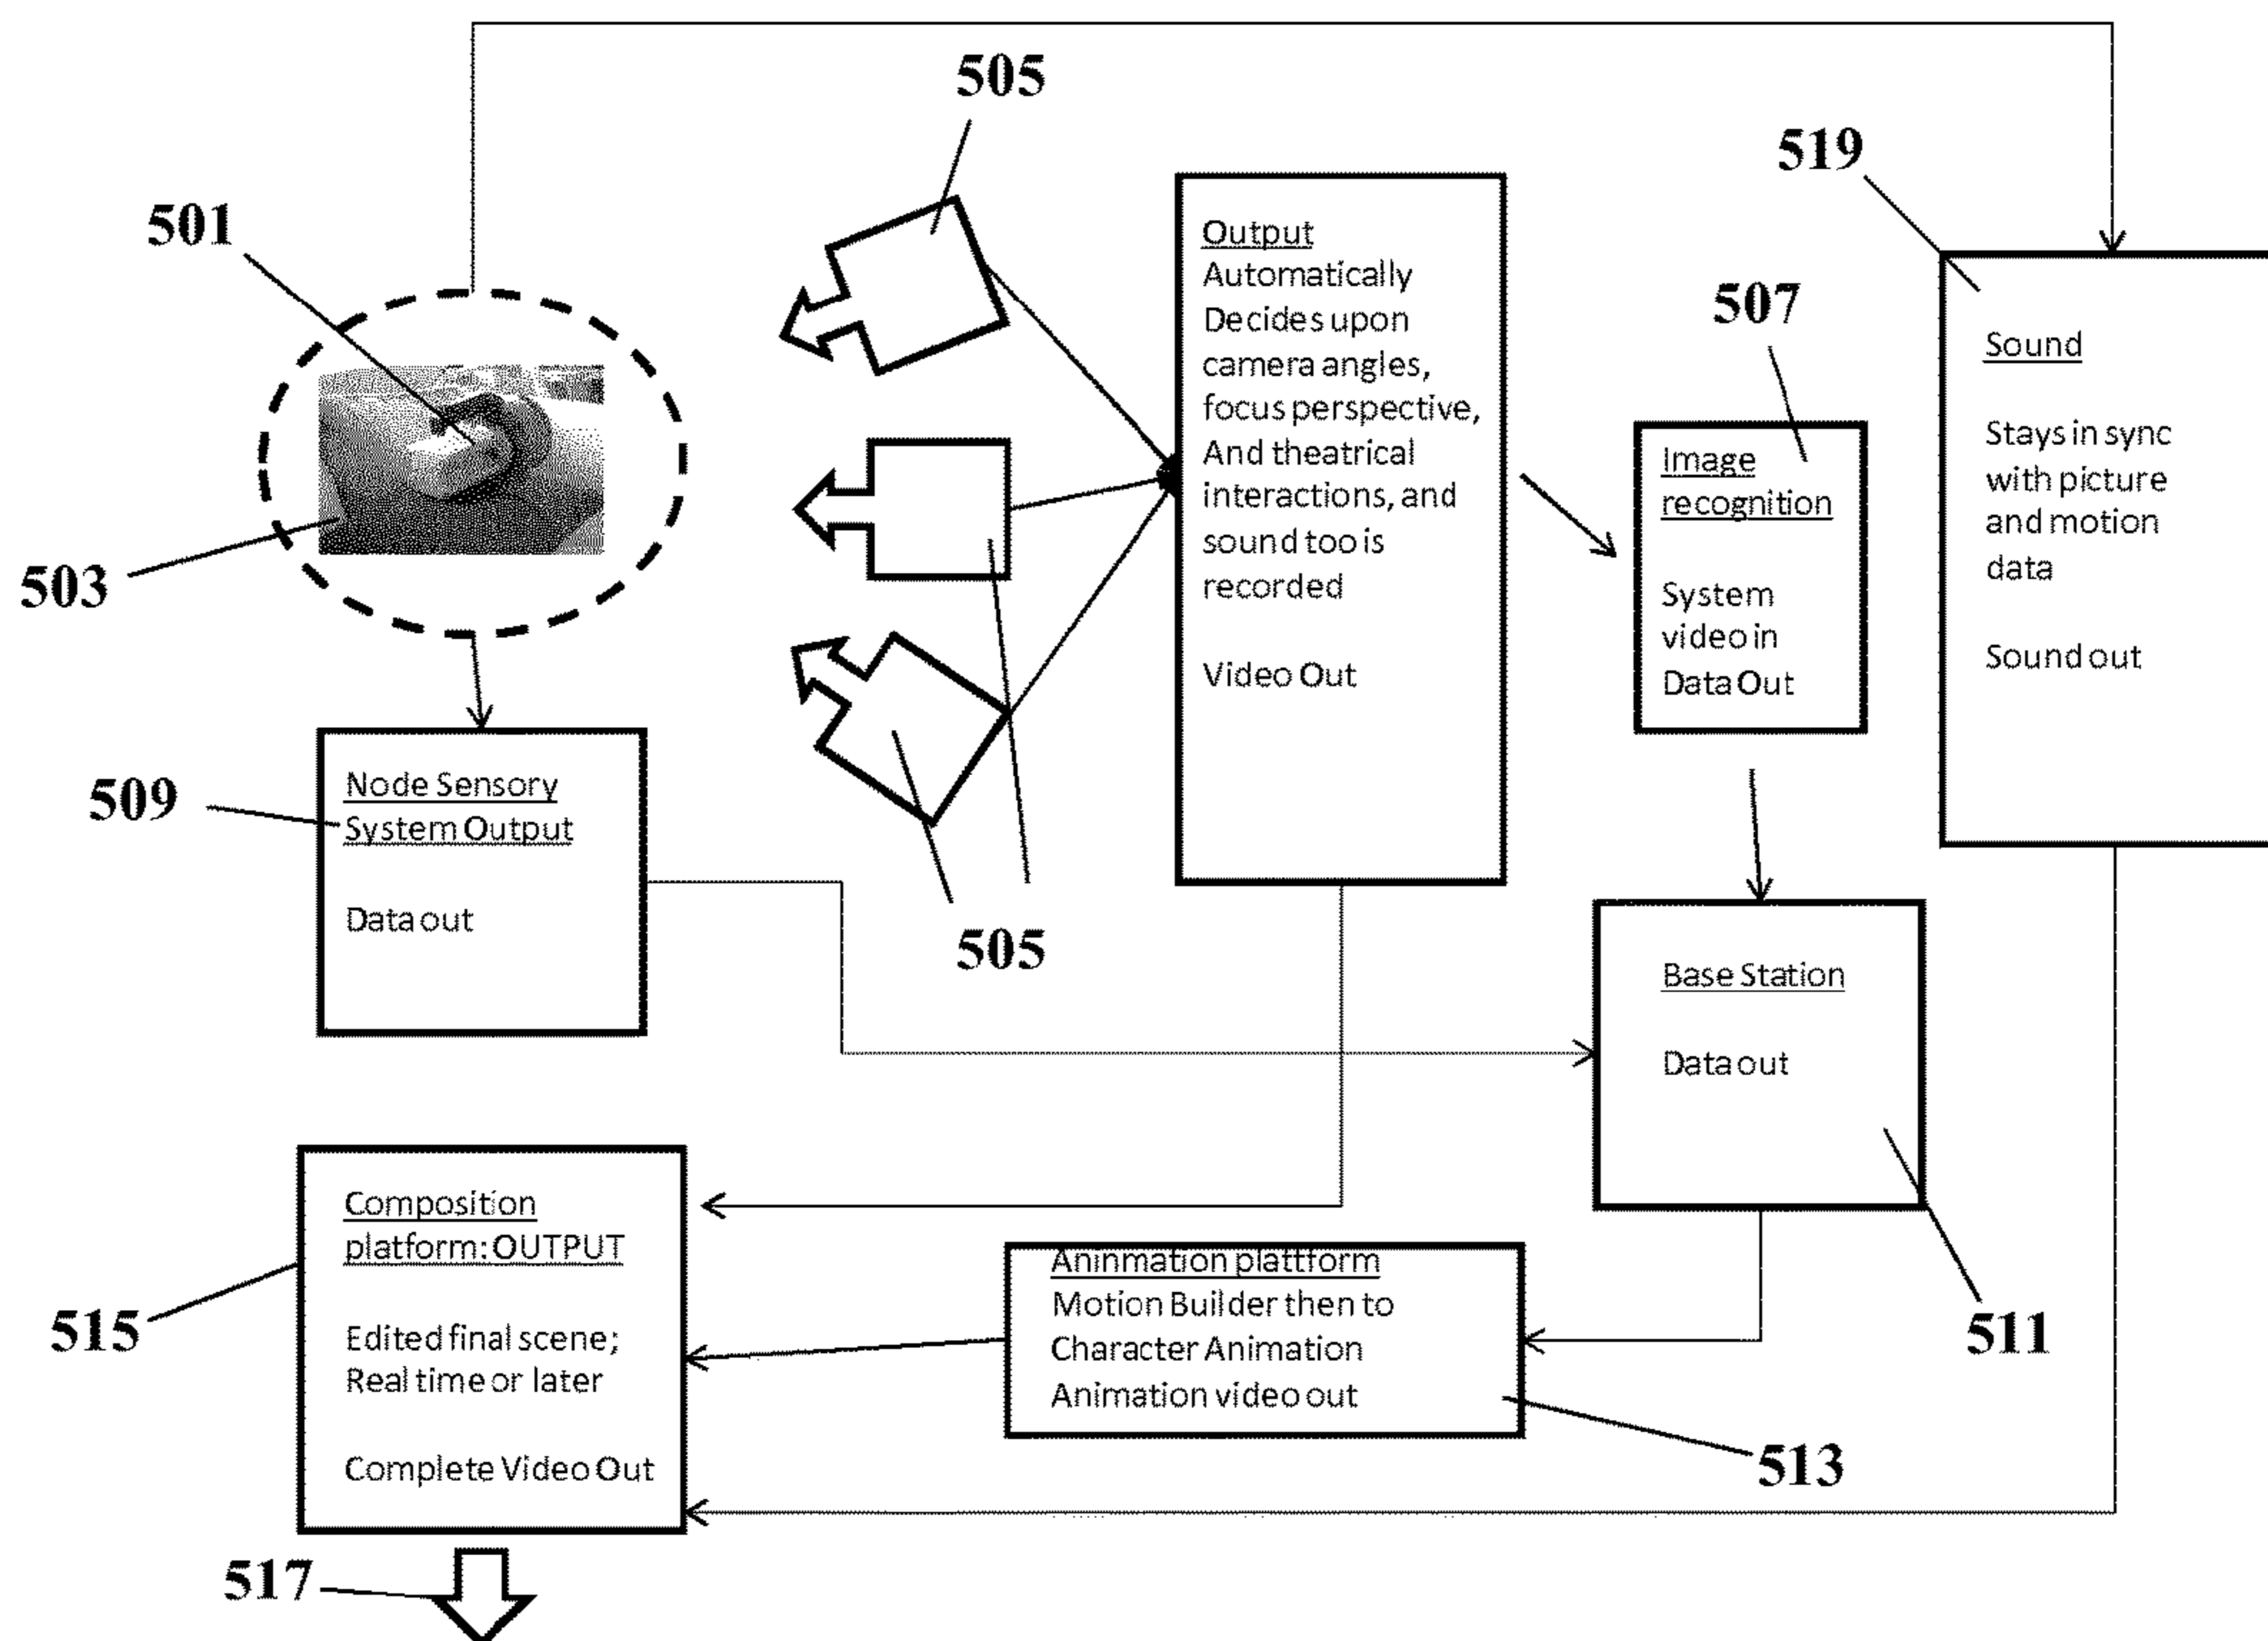 505
519
501
507
503
Output
Automatically
Decides upon
camera angles,
focus perspective,
And theatrical
interactions, and
sound too is
recorded
Video Out
Image
recognition
System
video in
Data Out
Sound
Stays in sync
with picture
and motion
data
Sound out
509
Node Sensory
System Output
Data out
505
Base Station
Data out
511
Composition
platform: OUTPUT
Edited final scene;
Real time or later
Complete Video Out
515
Aninmation plattform
Motion Builder then to
Character Animation
Animation video out
513
517